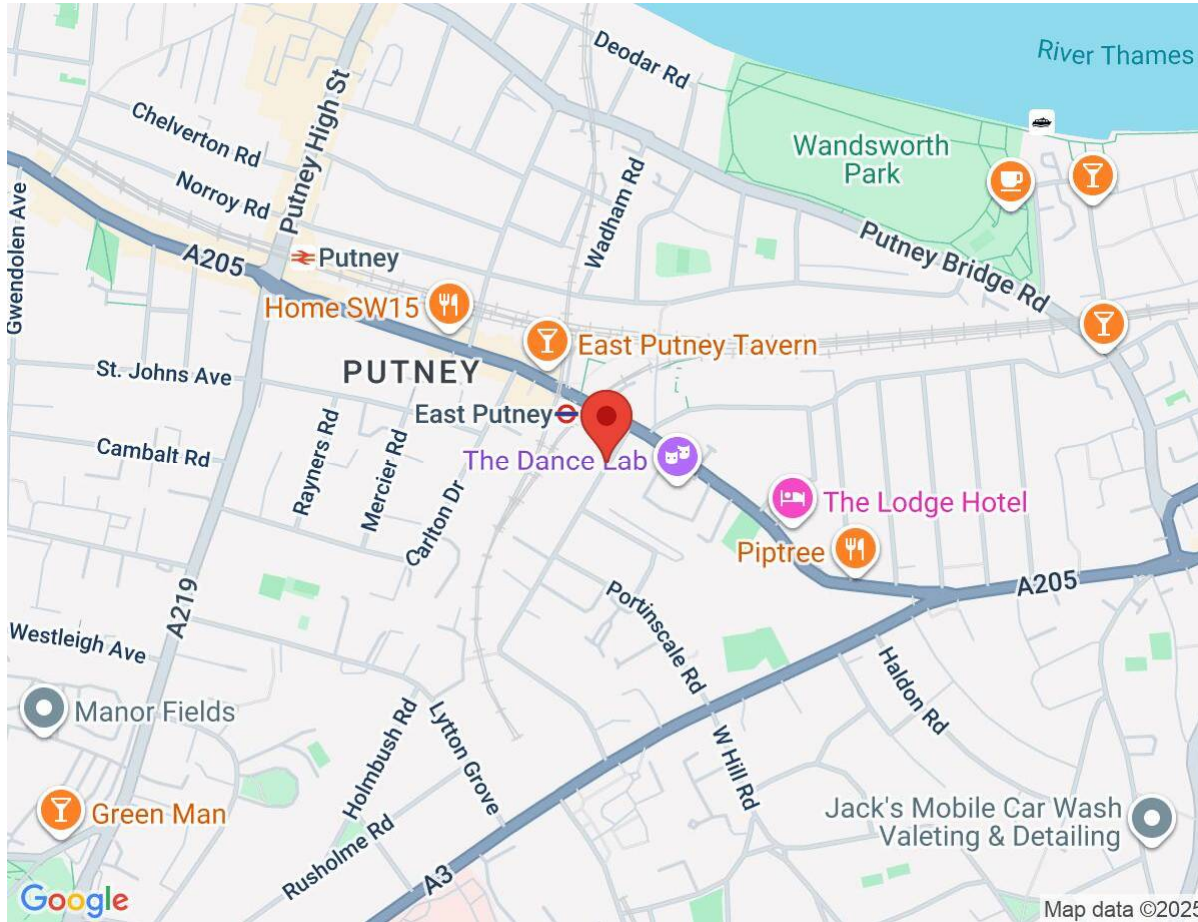 Deodar Rd
River Thames
Chelverton Rd
Putney High St
Wandsworth
Park
Norroy Rd
Wadham Rd
Gwendolen Ave
A205
Putney
Putney Bridge Rd
Home SW15
East Putney Tavern
PUTNEY
St. Johns Ave
East Putney
Cambalt Rd
Rayners Rd
Mercier Rd
The Dance Lab
Carlton Dr
The Lodge Hotel
Piptree
A205
A219
Portinscale Rd
Westleigh Ave
Haldon Rd
Manor Fields
Holmbush Rd
Lytton Grove
W Hill Rd
Green Man
Jack's Mobile Car Wash
Valeting & Detailing
Rusholme Rd
A3
Google
Map data ©2025